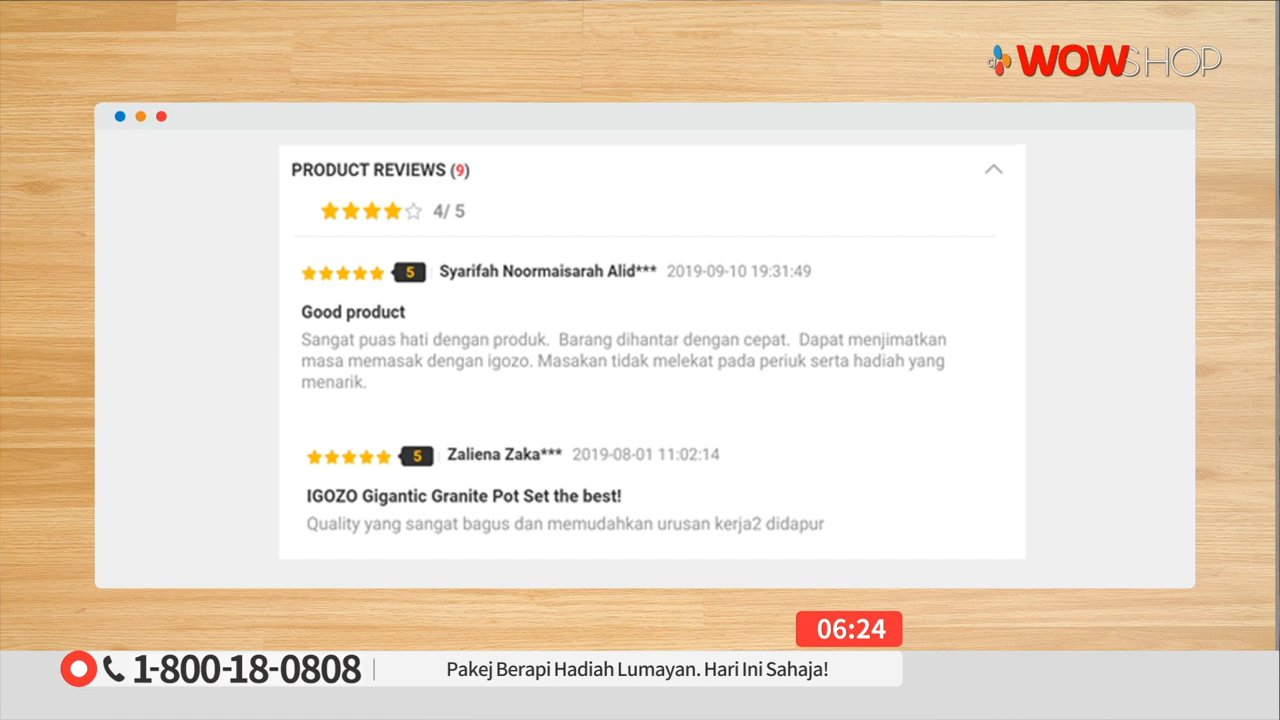 WOWSHOP
PRODUCT REVIEWS (9)
4/ 5
5 Syarifah Noormaisarah Alid*** 2019-09-10 19:31:49
Good product
Sangat puas hati dengan produk. Barang dihantar dengan cepat. Dapat menjimatkan
masa memasak dengan igozo. Masakan tidak melekat pada periuk serta hadiah yang
menarik.
5 Zaliena Zaka*** 2019-08-01 11:02:14
IGOZO Gigantic Granite Pot Set the best!
Quality yang sangat bagus dan memudahkan urusan kerja2 didapur
06:24
1-800-18-0808 Pakej Berapi Hadiah Lumayan. Hari Ini Sahaja!